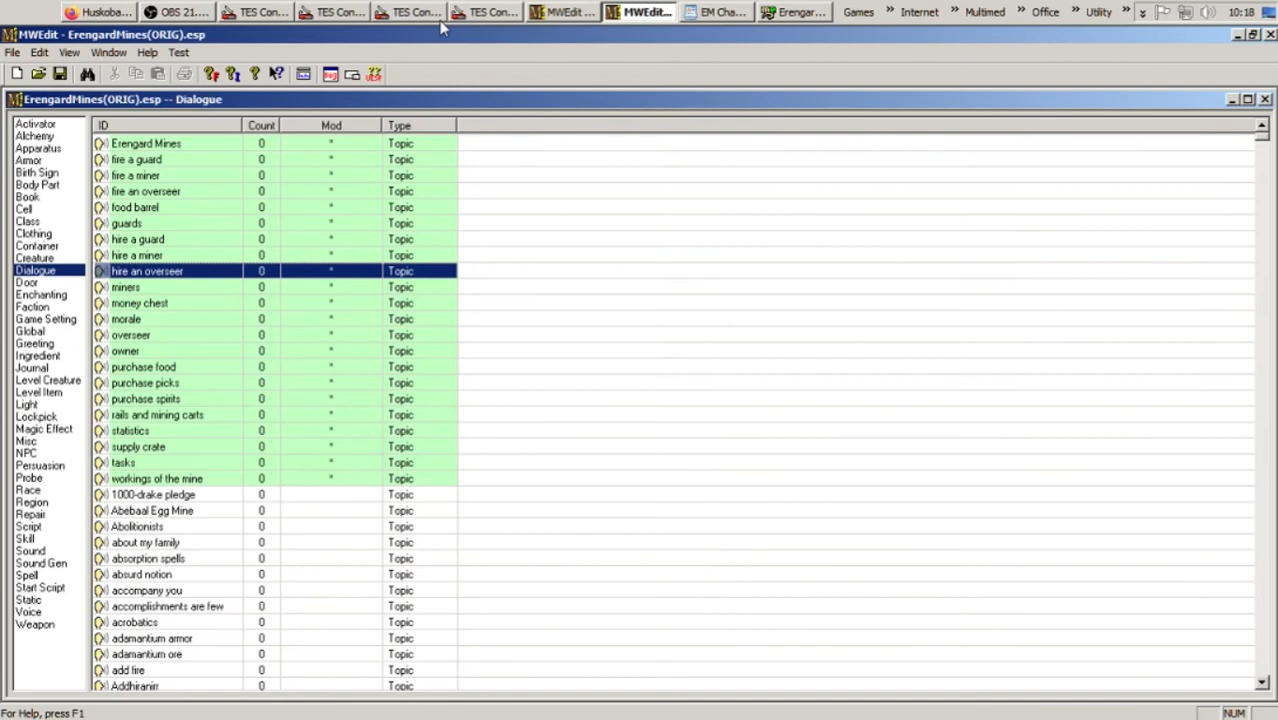 Huskoba... OBS 21.... TES Con... TES Con... TES Con... TES Con... MWEdit ... MWEdit... EM Cha... Erengar... Games » Internet » Multimed » Office » Utility » 10:18
MWEdit - ErengardMines(ORIG).esp
File Edit View Window Help Test
ErengardMines(ORIG).esp -- Dialogue
ID Count Mod Type
Activator
Alchemy
Apparatus
Armor
Birth Sign
Body Part
Book
Cell
Class
Clothing
Container
Creature
Dialogue
Door
Enchanting
Faction
Game Setting
Global
Greeting
Ingredient
Journal
Level Creature
Level Item
Light
Lockpick
Magic Effect
Misc
NPC
Persuasion
Probe
Race
Region
Repair
Script
Skill
Sound
Sound Gen
Spell
Start Script
Static
Voice
Weapon
Erengard Mines 0 * Topic
fire a guard 0 * Topic
fire a miner 0 * Topic
fire an overseer 0 * Topic
food barrel 0 * Topic
guards 0 * Topic
hire a guard 0 * Topic
hire a miner 0 * Topic
hire an overseer 0 * Topic
miners 0 * Topic
money chest 0 * Topic
morale 0 * Topic
overseer 0 * Topic
owner 0 * Topic
purchase food 0 * Topic
purchase picks 0 * Topic
purchase spirits 0 * Topic
rails and mining carts 0 * Topic
statistics 0 * Topic
supply crate 0 * Topic
tasks 0 * Topic
workings of the mine 0 * Topic
1000-drake pledge 0 Topic
Abebaal Egg Mine 0 Topic
Abolitionists 0 Topic
about my family 0 Topic
absorption spells 0 Topic
absurd notion 0 Topic
accompany you 0 Topic
accomplishments are few 0 Topic
acrobatics 0 Topic
adamantium armor 0 Topic
adamantium ore 0 Topic
add fire 0 Topic
Addhiranirr 0 Topic
For Help, press F1
NUM